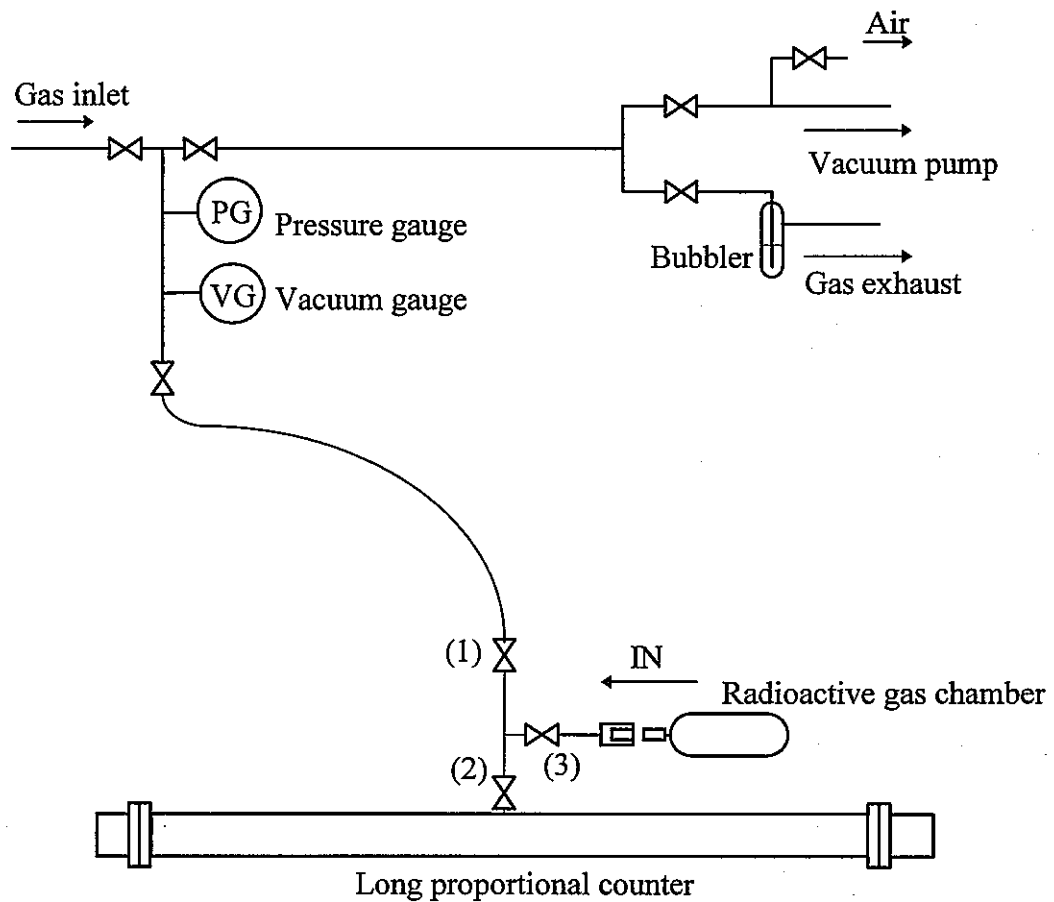 Air
Gas inlet
Vacuum pump
PG
Pressure gauge
Bubbler
Gas exhaust
VG
Vacuum gauge
(1)
IN
Radioactive gas chamber
(2)
(3)
Long proportional counter